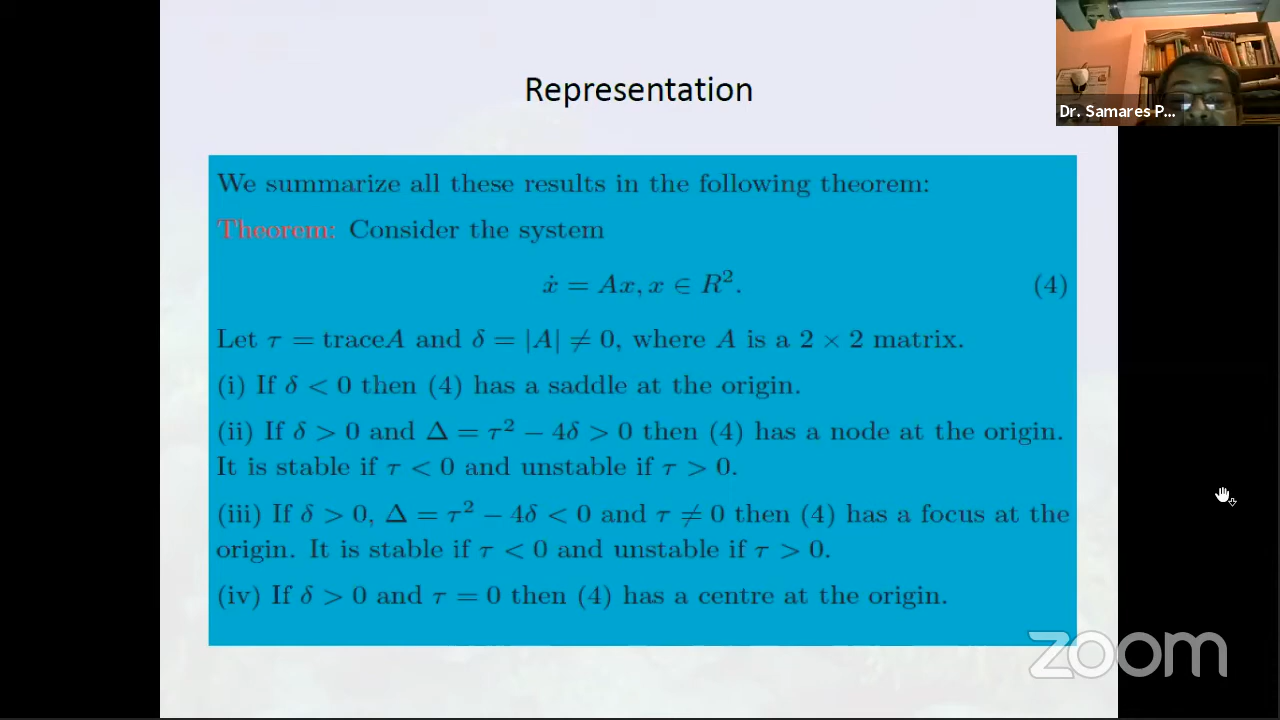 Representation
Dr. Samares P...
We summarize all these results in the following theorem:
Theorem: Consider the system
ẋ = Ax, x ∈ R². (4)
Let τ = traceA and δ = |A| ≠ 0, where A is a 2 × 2 matrix.
(i) If δ < 0 then (4) has a saddle at the origin.
(ii) If δ > 0 and Δ = τ² − 4δ > 0 then (4) has a node at the origin.
It is stable if τ < 0 and unstable if τ > 0.
(iii) If δ > 0, Δ = τ² − 4δ < 0 and τ ≠ 0 then (4) has a focus at the
origin. It is stable if τ < 0 and unstable if τ > 0.
(iv) If δ > 0 and τ = 0 then (4) has a centre at the origin.
zoom